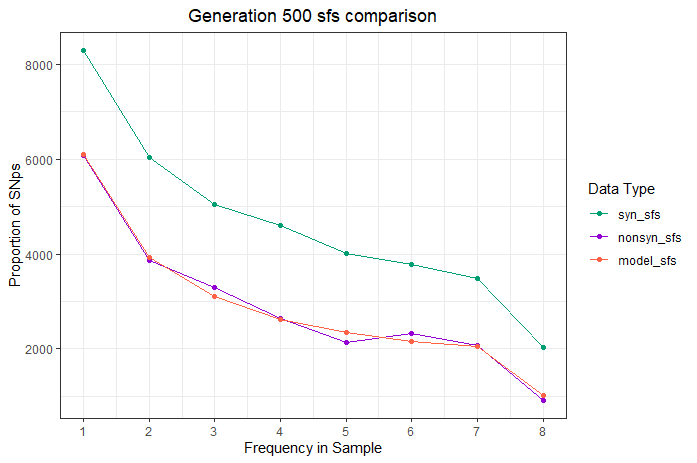 Generation 500 sfs comparison
Proportion of SNps
8000
6000
4000
2000
1 2 3 4 5 6 7 8
Frequency in Sample
Data Type
syn_sfs
nonsyn_sfs
model_sfs